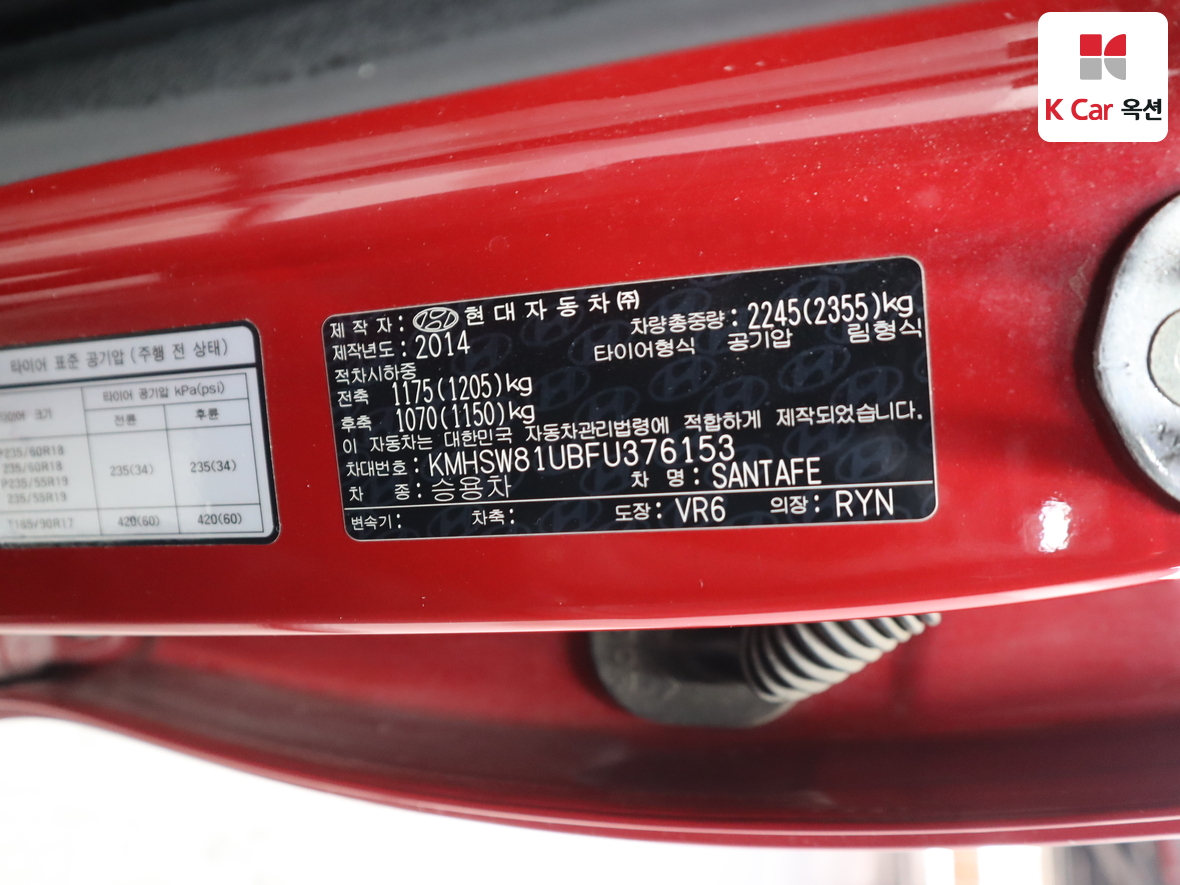 K Car 옥션
타이어 표준 공기압 (주행 전 상태)
타이어 공기압 kPa(psi)
크기 전륜 후륜
P235/60R18
235/60R18
P235/55R19
235/55R19
235(34) 235(34)
T165/90R17 420(60) 420(60)
제 작 자 : 현대자동차㈜
차량총중량 : 2245(2355)kg
제작년도 : 2014
타이어형식 공기압 림형식
적차시하중
전축 1175(1205)kg
후축 1070(1150)kg
이 자동차는 대한민국 자동차관리법령에 적합하게 제작되었습니다.
차대번호 : KMHSW81UBFU376153
차 종 : 승용차 차 명 : SANTAFE
변속기 : 차축 : 도장 : VR6 의장 : RYN